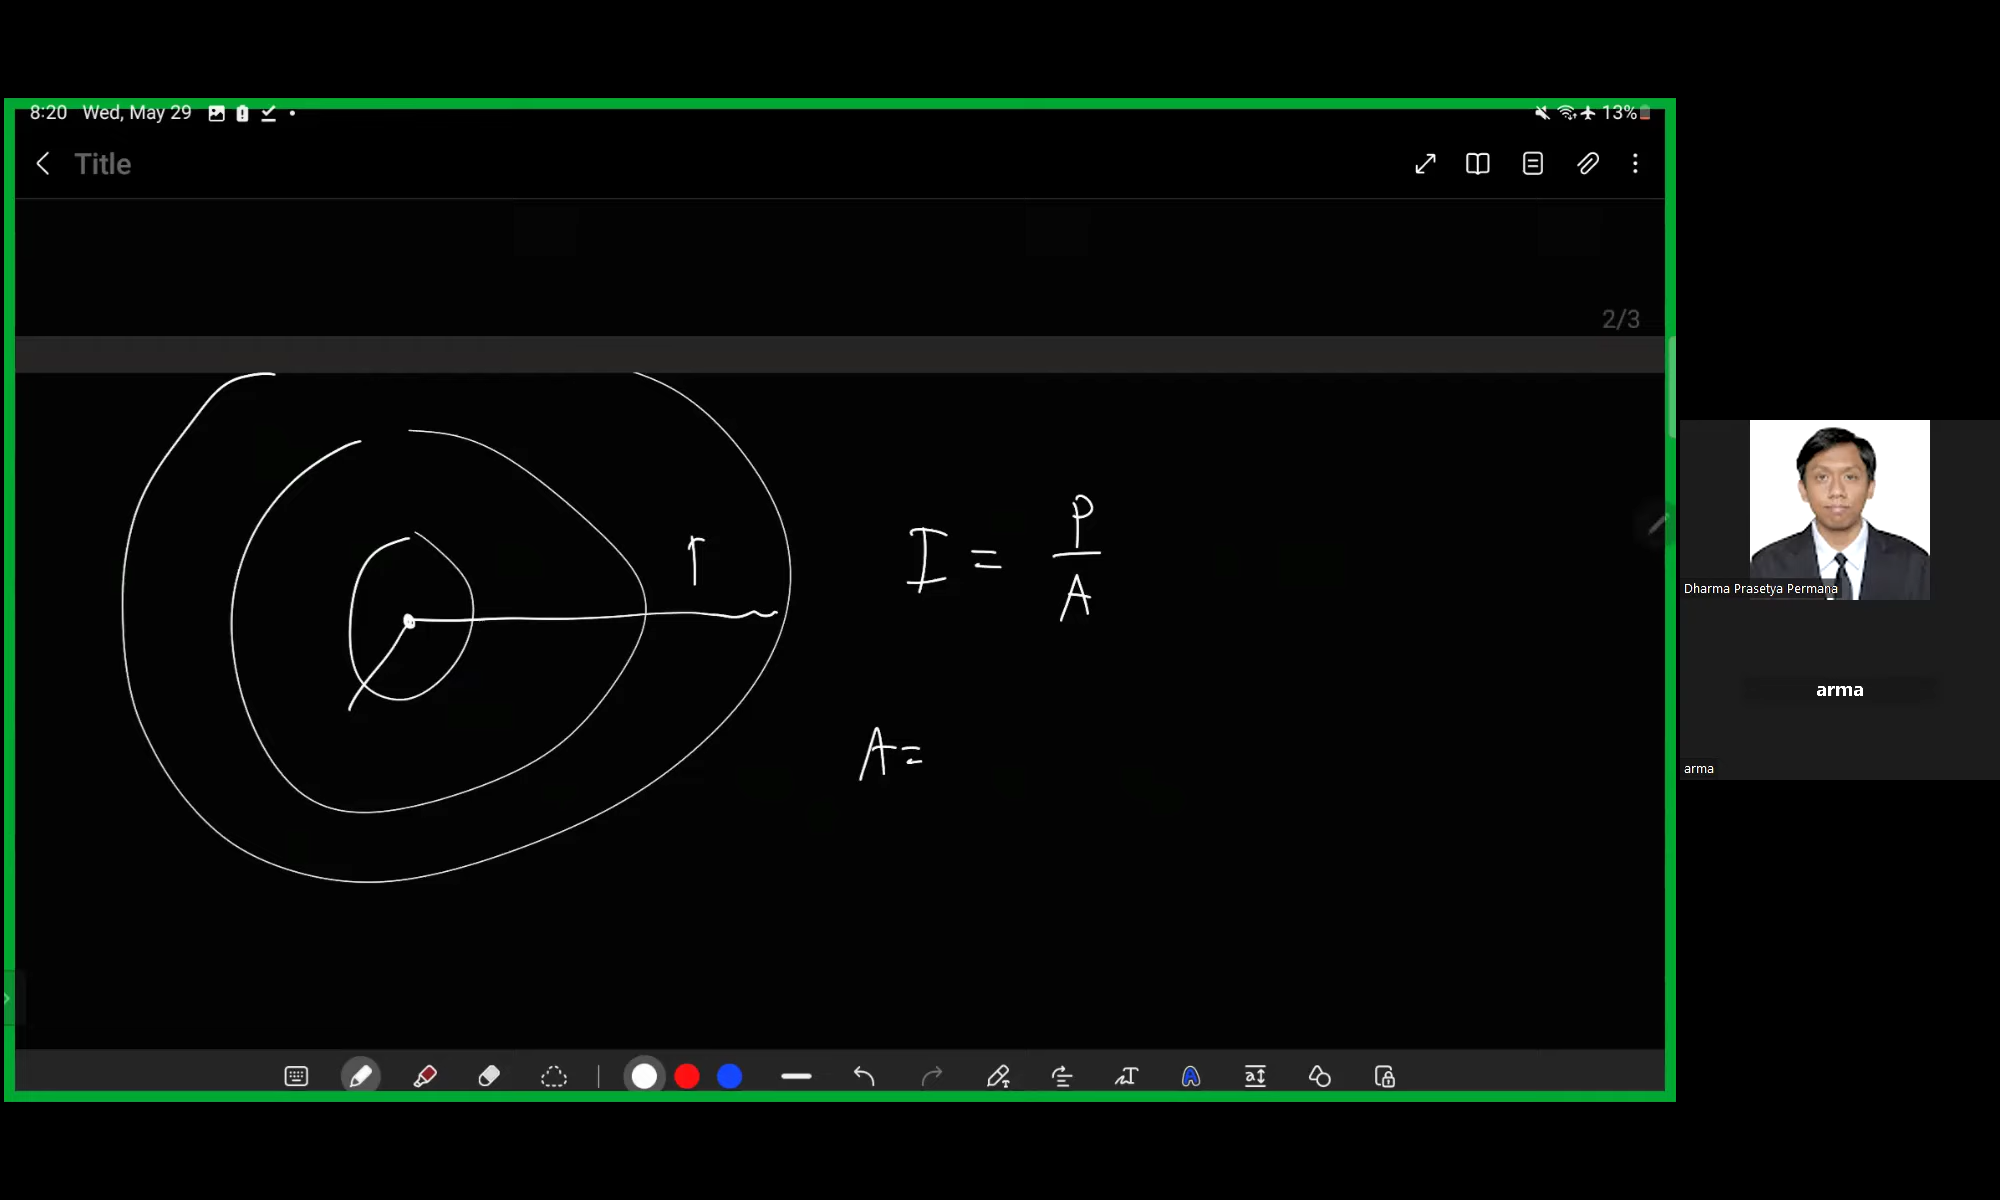 8:20 Wed, May 29
13%
Title
2/3
r
I = P/A
A =
Dharma Prasetya Permana
arma
arma